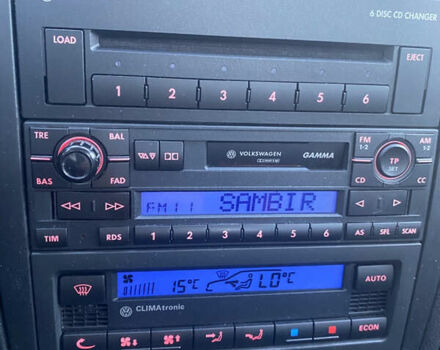 6 DISC CD CHANGER
LOAD
EJECT
1 2 3 4 5 6
TRE BAL
FM 1-2
AM 1-2
VOLKSWAGEN GAMMA
TP SET
BAS FAD
CD CC
FM11 SAMBIR
TIM RDS 1 2 3 4 5 6 AS SFL SCAN
15°C LO°C
AUTO
CLIMAtronic
ECON